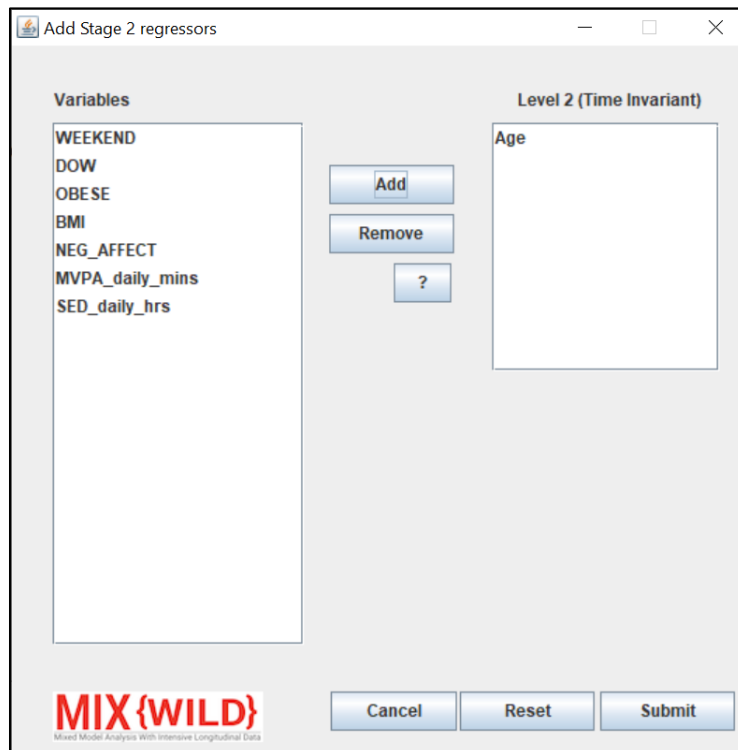 Add Stage 2 regressors
Variables
Level 2 (Time Invariant)
WEEKEND
DOW
OBESE
BMI
NEG_AFFECT
MVPA_daily_mins
SED_daily_hrs
Add
Remove
?
Age
MIX{WILD}
Mixed Model Analysis With Intensive Longitudinal Data
Cancel
Reset
Submit